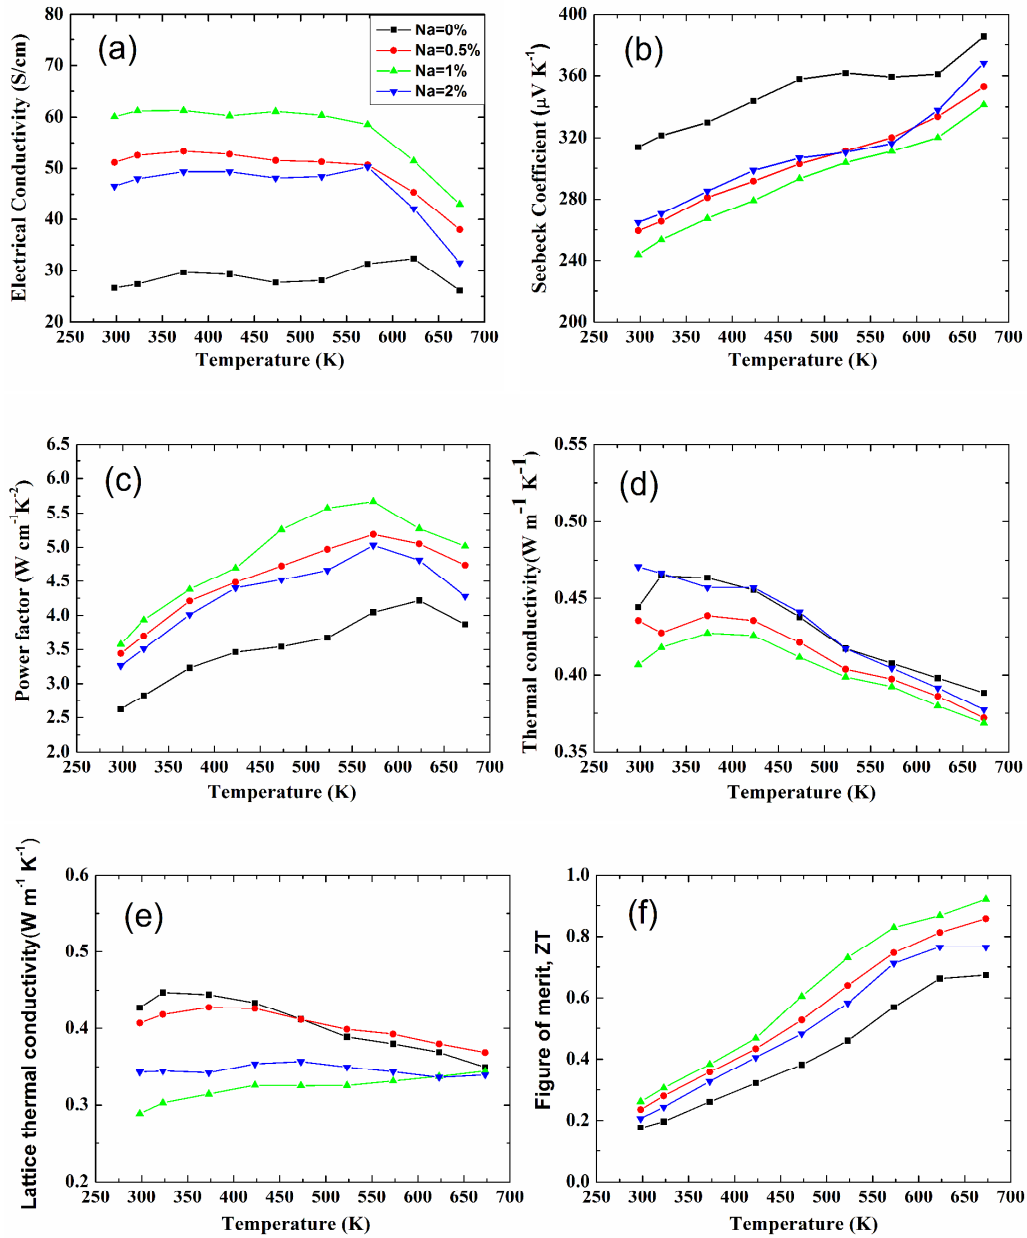 (a)
Na=0%
Na=0.5%
Na=1%
Na=2%
Electrical Conductivity (S/cm)
80
70
60
50
40
30
20
250 300 350 400 450 500 550 600 650 700
Temperature (K)
(b)
Seebeck Coefficient (μV K⁻¹)
400
360
320
280
240
200
250 300 350 400 450 500 550 600 650 700
Temperature (K)
(c)
Power factor (W cm⁻¹K⁻²)
6.5
6.0
5.5
5.0
4.5
4.0
3.5
3.0
2.5
2.0
250 300 350 400 450 500 550 600 650 700
Temperature (K)
(d)
Thermal conductivity(W m⁻¹ K⁻¹)
0.55
0.50
0.45
0.40
0.35
250 300 350 400 450 500 550 600 650 700
Temperature (K)
(e)
Lattice thermal conductivity(W m⁻¹ K⁻¹)
0.6
0.5
0.4
0.3
0.2
250 300 350 400 450 500 550 600 650 700
Temperature (K)
(f)
Figure of merit, ZT
1.0
0.8
0.6
0.4
0.2
0.0
250 300 350 400 450 500 550 600 650 700
Temperature (K)